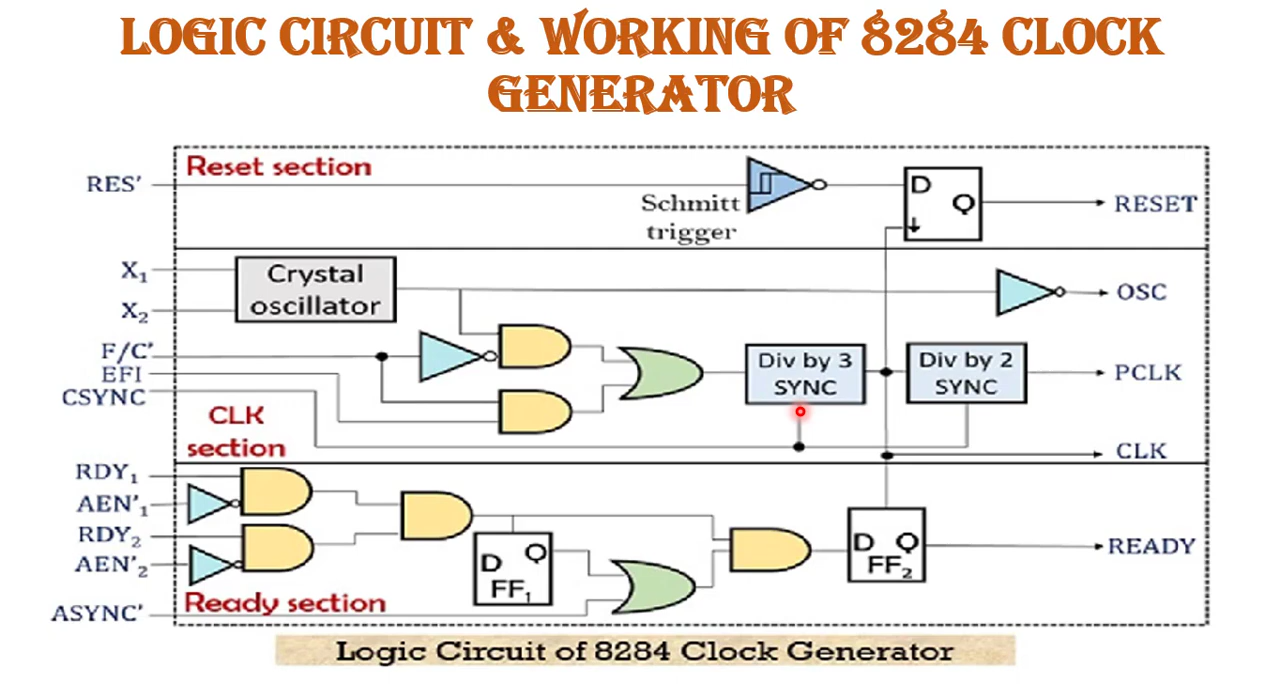 LOGIC CIRCUIT & WORKING OF 8284 CLOCK
GENERATOR
Reset section
RES'
Schmitt
trigger
D
Q
RESET
X₁
X₂
Crystal
oscillator
OSC
F/C'
EFI
CSYNC
CLK
section
Div by 3
SYNC
Div by 2
SYNC
PCLK
CLK
RDY₁
AEN'₁
RDY₂
AEN'₂
ASYNC'
Ready section
D Q
FF₁
D Q
FF₂
READY
Logic Circuit of 8284 Clock Generator